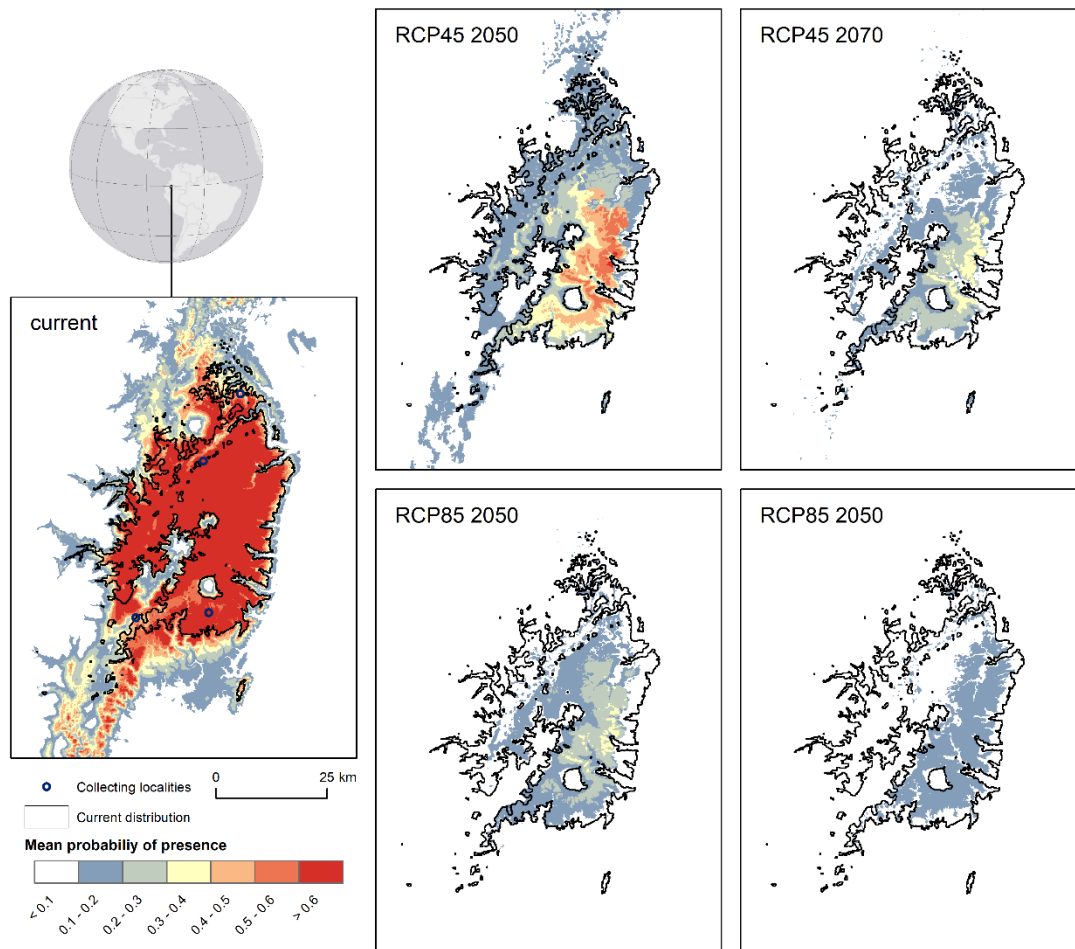 RCP45 2050
RCP45 2070
current
RCP85 2050
RCP85 2050
Collecting localities
0 25 km
Current distribution
Mean probabiliy of presence
< 0.1 0.1 - 0.2 0.2 - 0.3 0.3 - 0.4 0.4 - 0.5 0.5 - 0.6 > 0.6